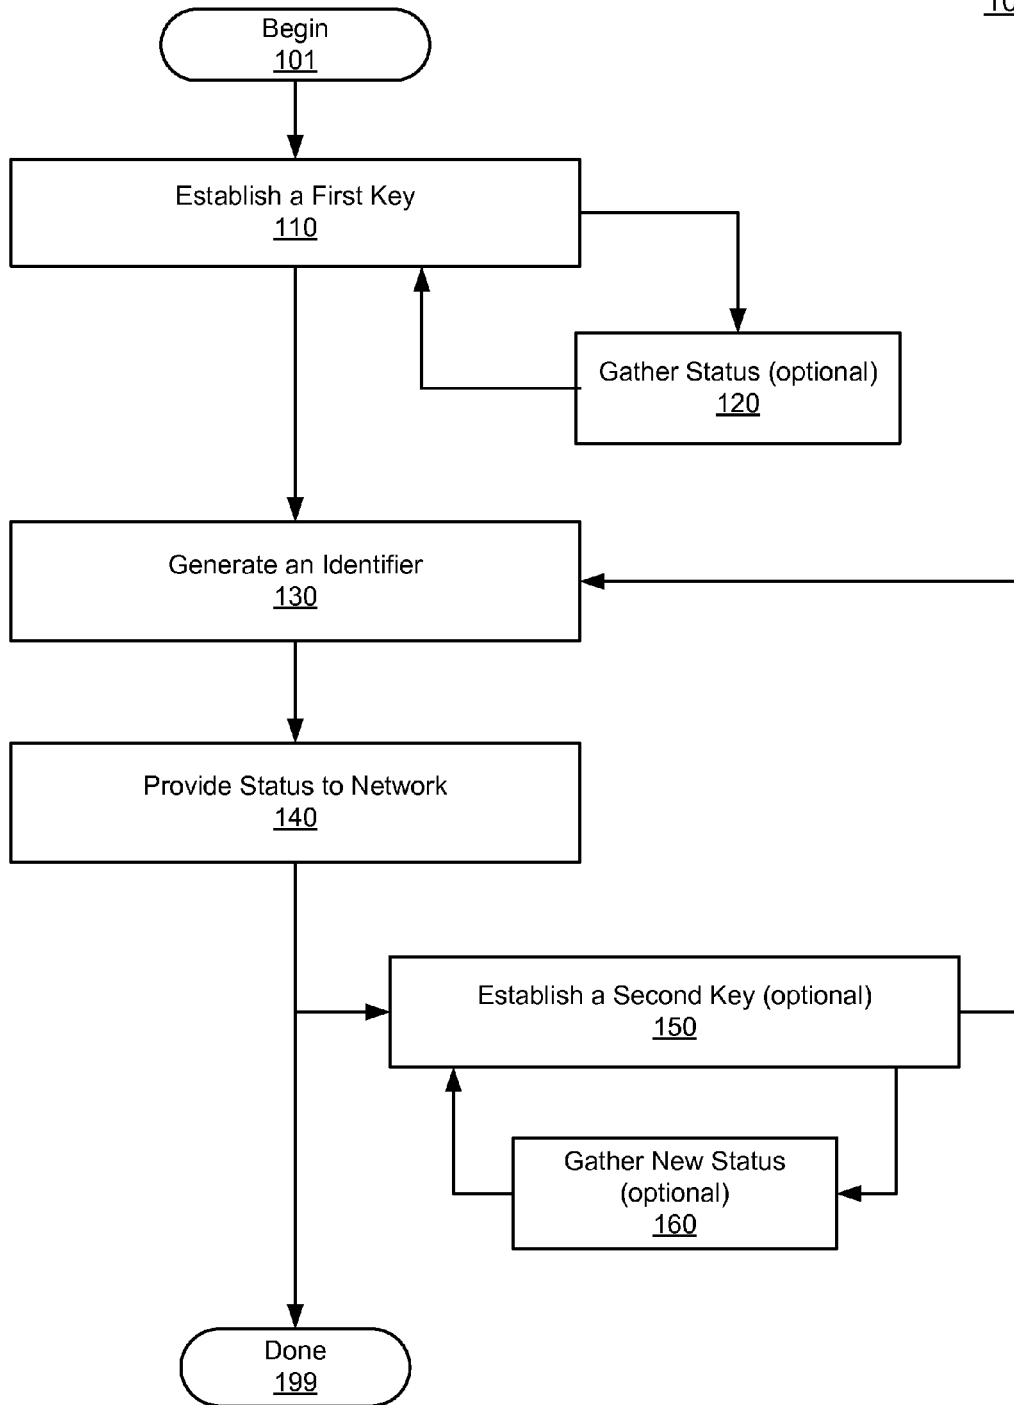 Begin
101
Establish a First Key
110
Gather Status (optional)
120
Generate an Identifier
130
Provide Status to Network
140
Establish a Second Key (optional)
150
Gather New Status
(optional)
160
Done
199